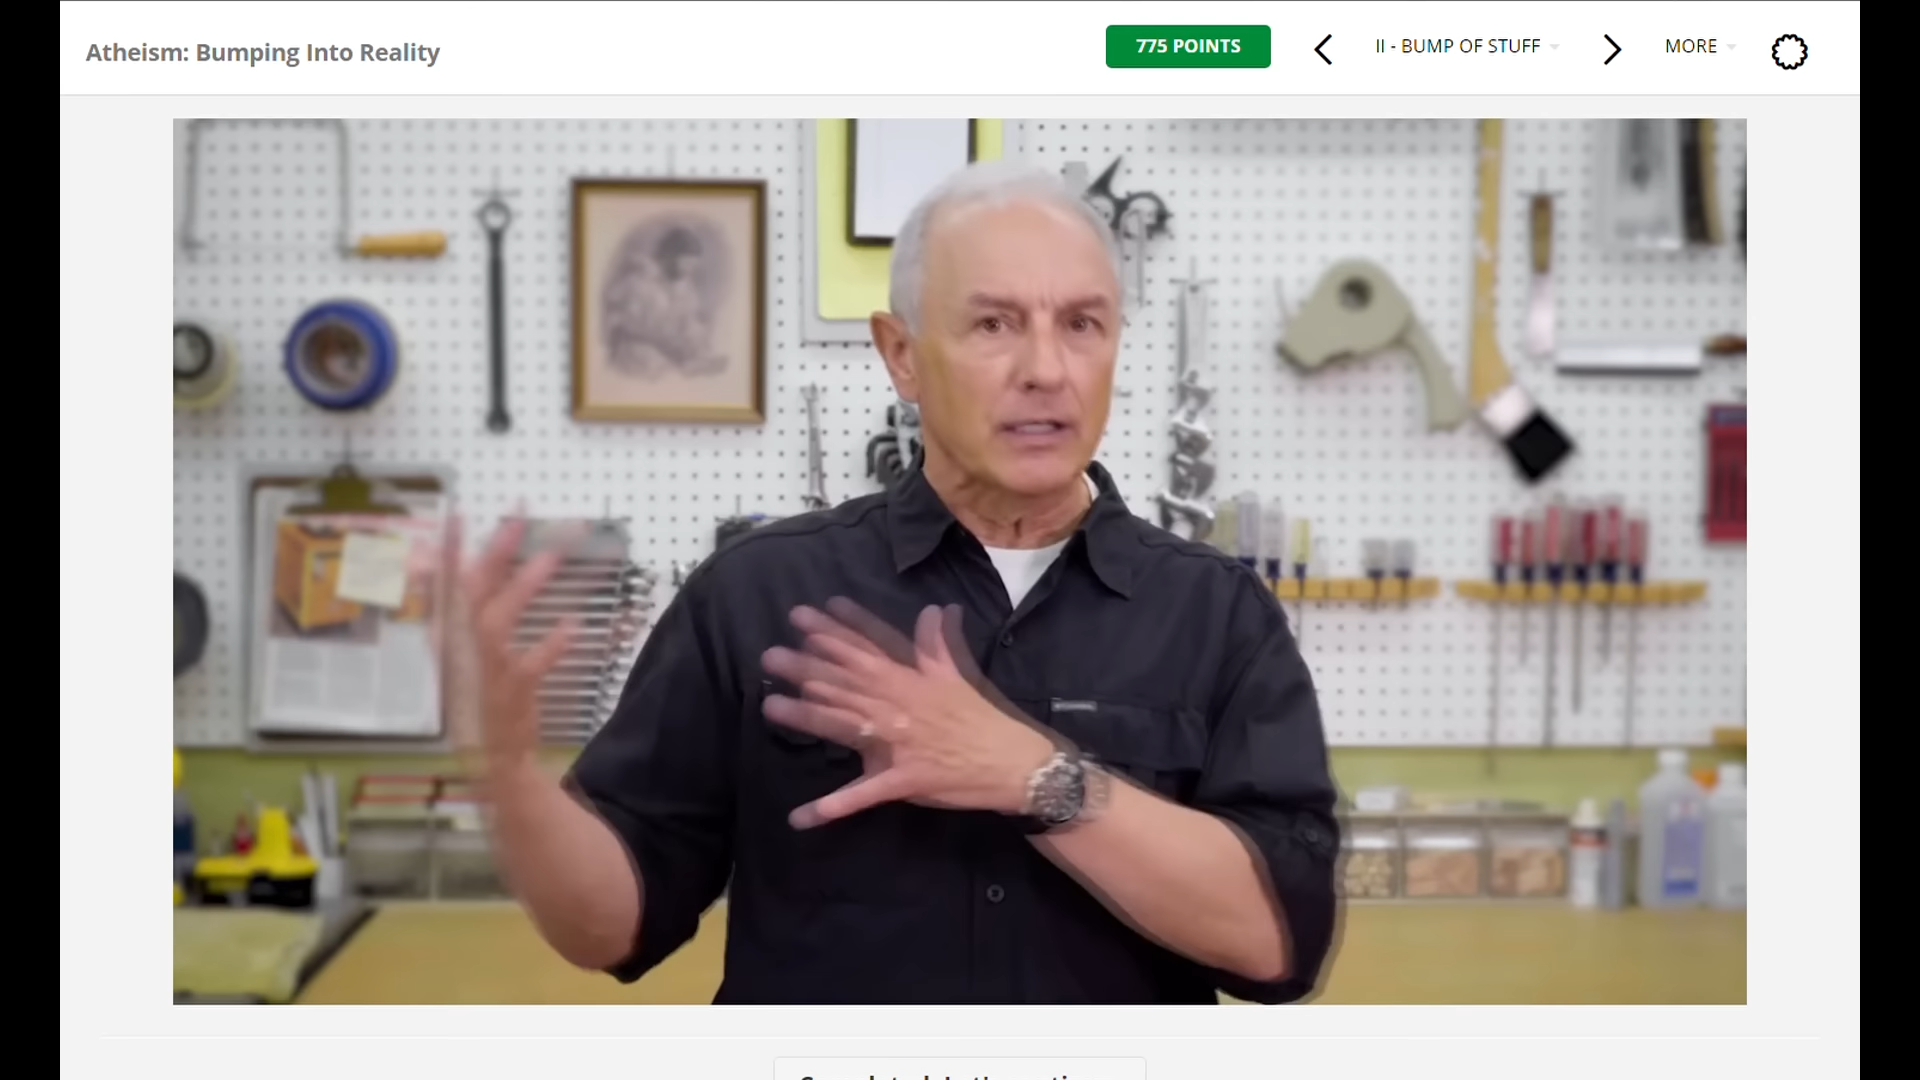 Atheism: Bumping Into Reality
775 POINTS
II - BUMP OF STUFF
MORE